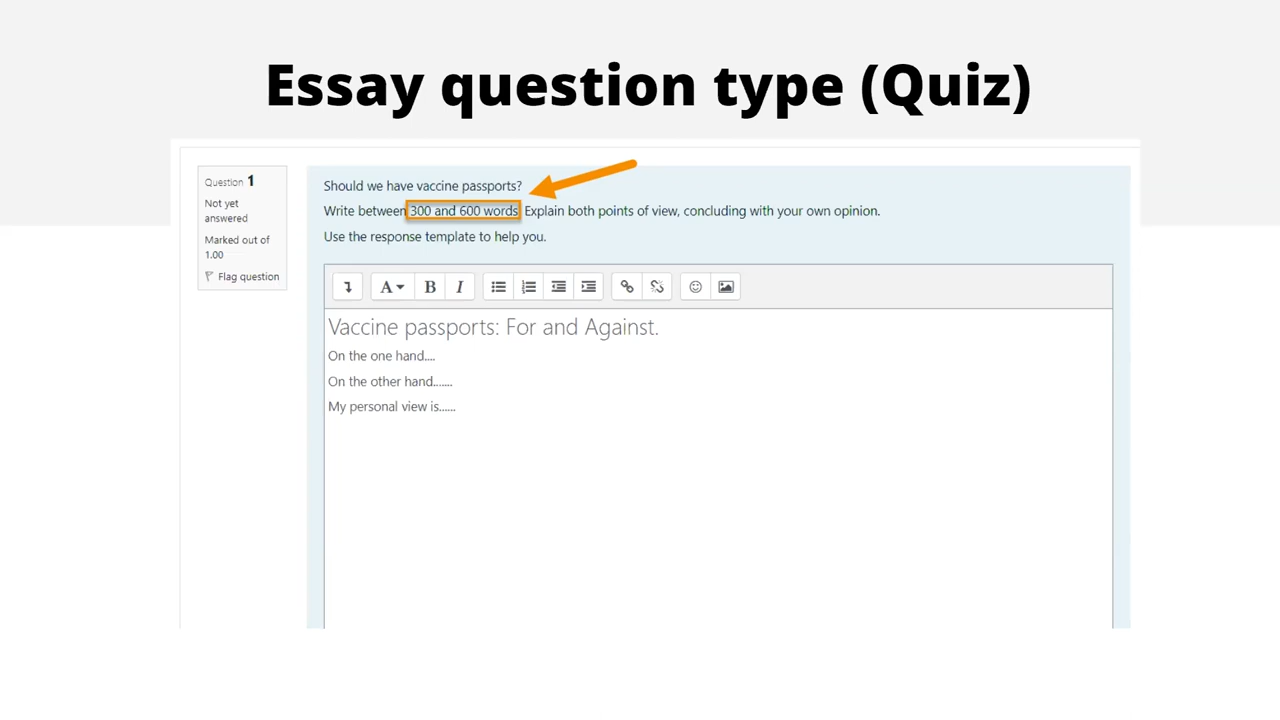 Essay question type (Quiz)
Question 1
Not yet
answered
Marked out of
1.00
Flag question
Should we have vaccine passports?
Write between 300 and 600 words. Explain both points of view, concluding with your own opinion.
Use the response template to help you.
A B I
Vaccine passports: For and Against.
On the one hand....
On the other hand.......
My personal view is......